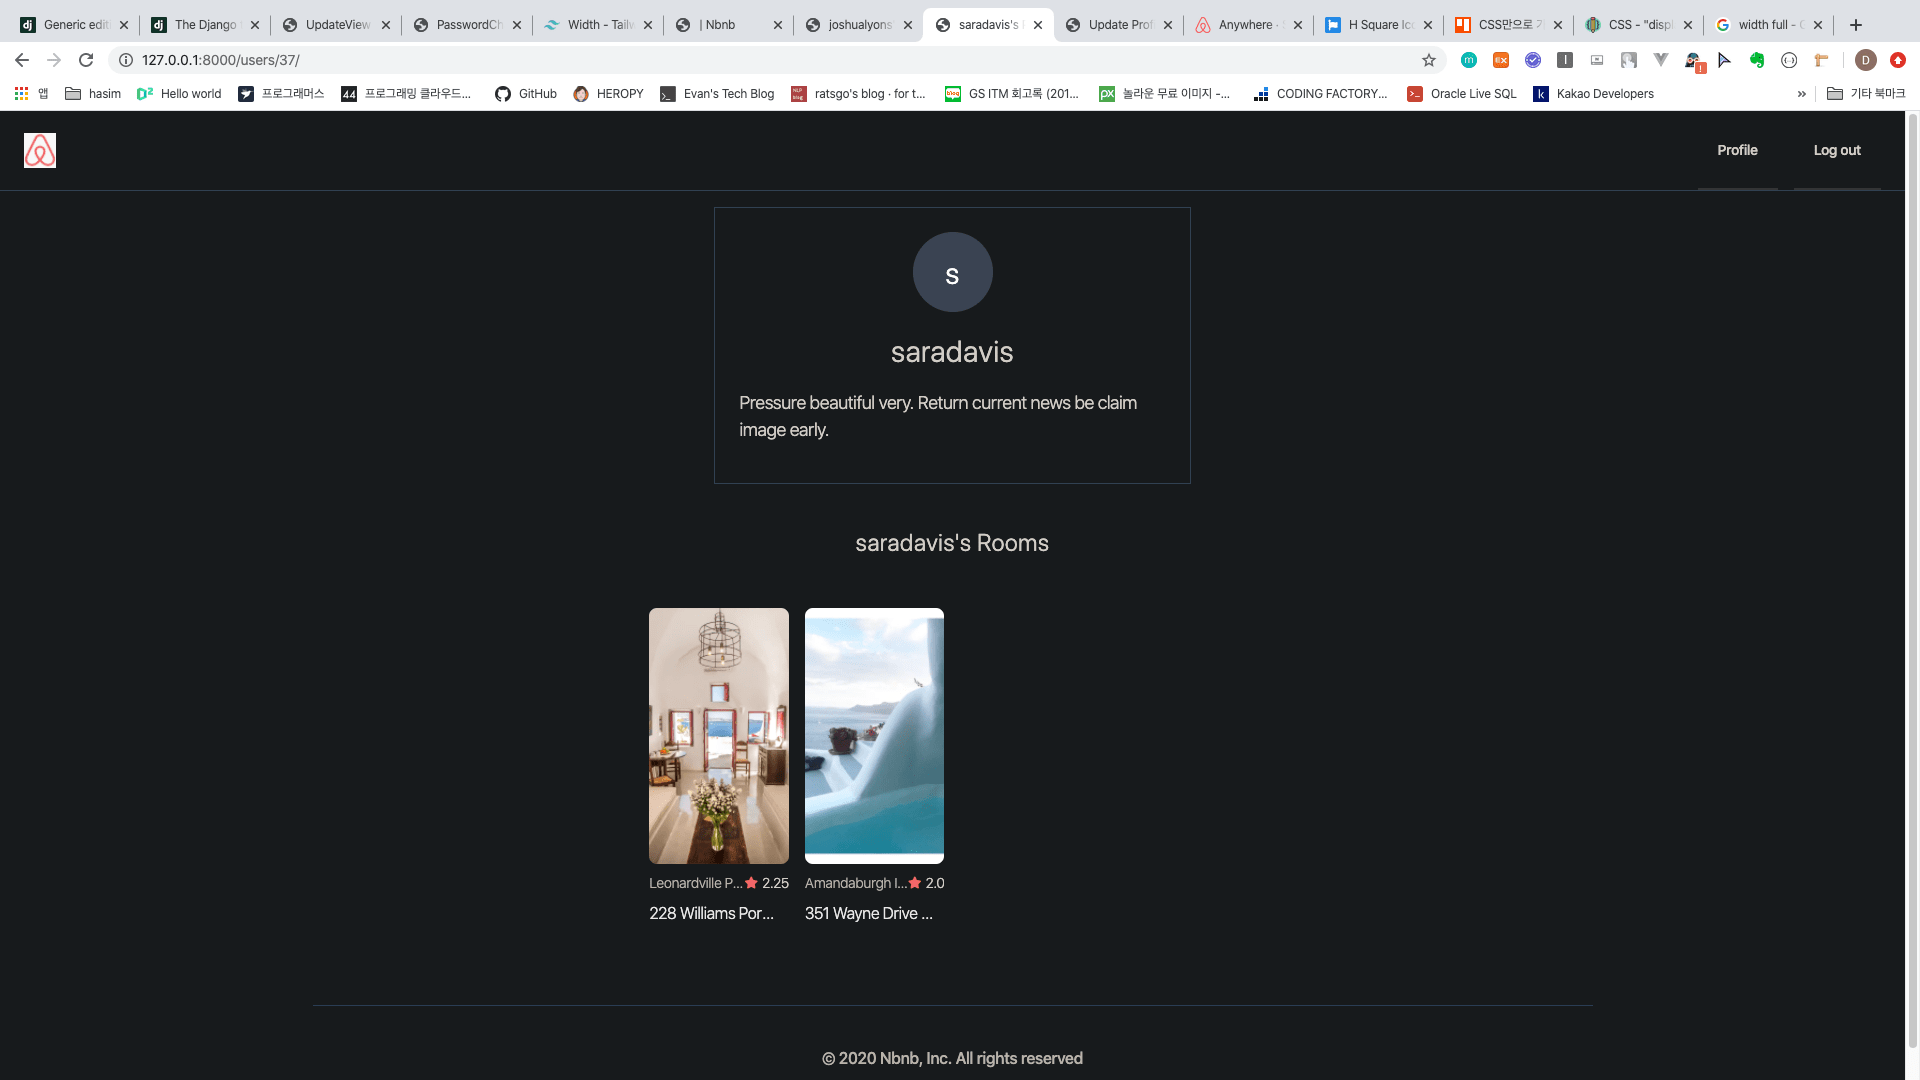 Generic edit
The Django
UpdateView
PasswordCh
Width - Tailw
| Nbnb
joshualyons
saradavis's
Update Profi
Anywhere ·
H Square Ico
CSS만으로
CSS - "displ
width full -
127.0.0.1:8000/users/37/
D
앱
hasim
Hello world
프로그래머스
44
프로그래밍 클라우드...
GitHub
HEROPY
Evan's Tech Blog
ratsgo's blog · for t...
GS ITM 회고록 (201...
놀라운 무료 이미지 -...
CODING FACTORY...
Oracle Live SQL
Kakao Developers
»
기타 북마크
Profile
Log out
s
saradavis
Pressure beautiful very. Return current news be claim
image early.
saradavis's Rooms
Leonardville P... 2.25
228 Williams Por...
Amandaburgh I... 2.0
351 Wayne Drive ...
© 2020 Nbnb, Inc. All rights reserved